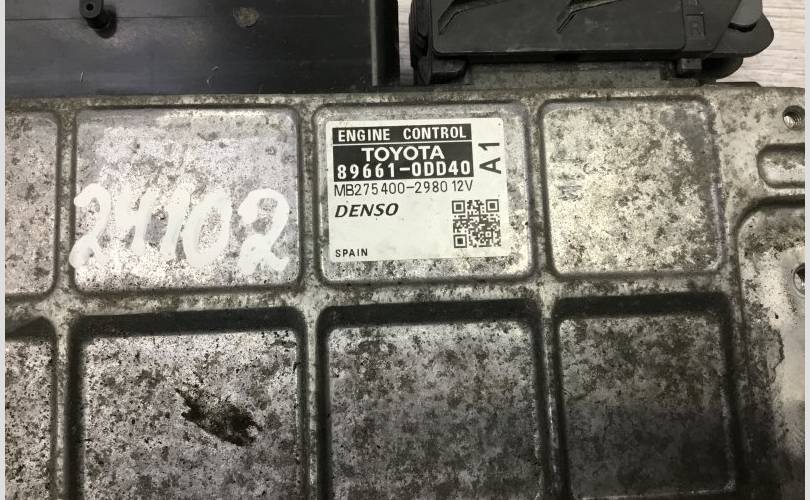 ENGINE CONTROL
TOYOTA
89661-0DD40
A1
MB275400-2980 12V
DENSO
SPAIN
24102